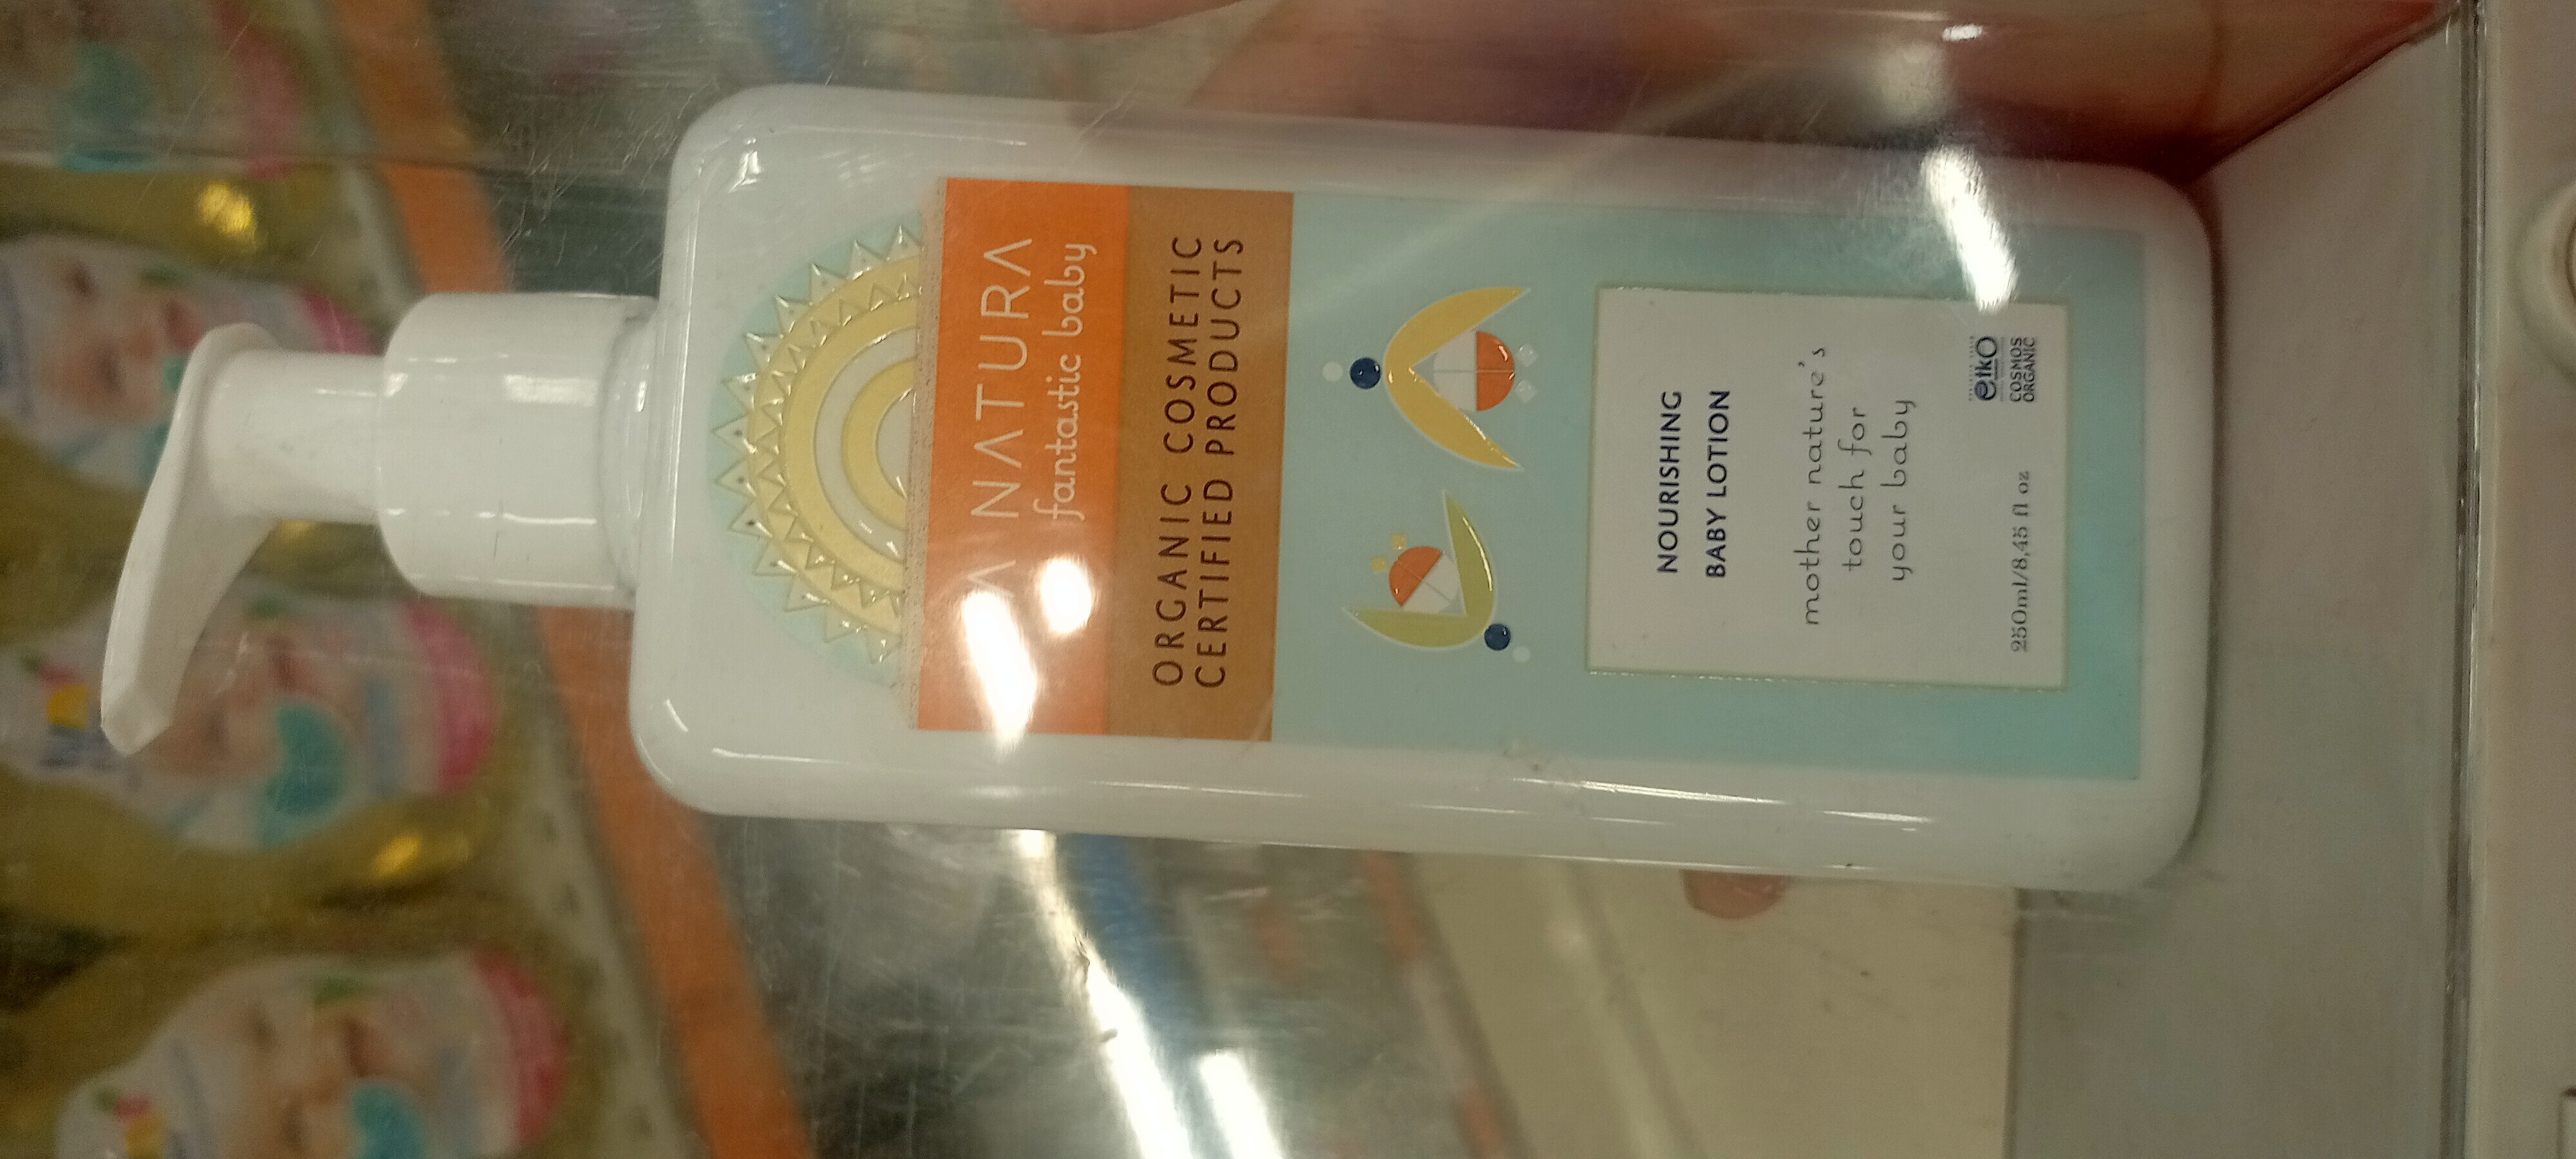 NATURA
fantastic baby
ORGANIC COSMETIC
CERTIFIED PRODUCTS
NOURISHING
BABY LOTION
mother nature's
touch for
your baby
250ml/8,45 fl oz
COSMOS
ORGANIC